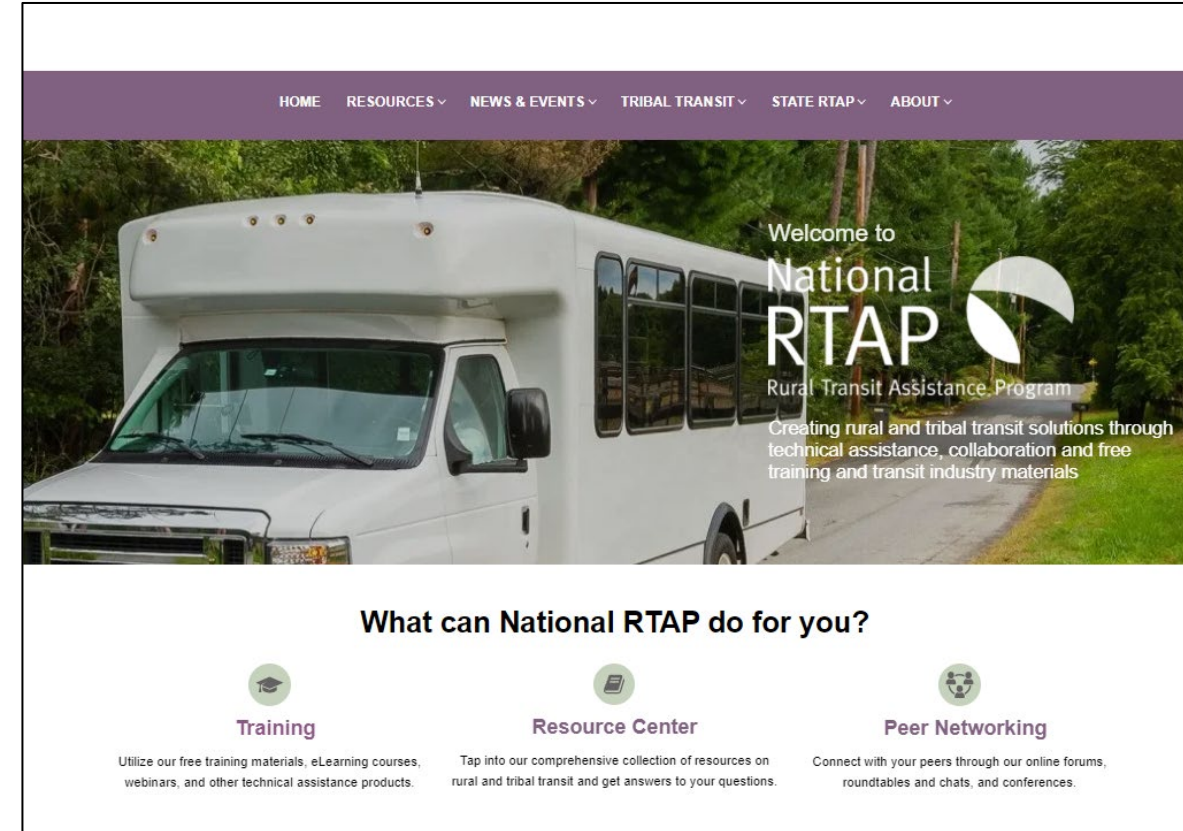 HOME RESOURCES NEWS & EVENTS TRIBAL TRANSIT STATE RTAP ABOUT
Welcome to
National
RTAP
Rural Transit Assistance Program
Creating rural and tribal transit solutions through
technical assistance, collaboration and free
training and transit industry materials
What can National RTAP do for you?
Training
Utilize our free training materials, eLearning courses,
webinars, and other technical assistance products.
Resource Center
Tap into our comprehensive collection of resources on
rural and tribal transit and get answers to your questions.
Peer Networking
Connect with your peers through our online forums,
roundtables and chats, and conferences.